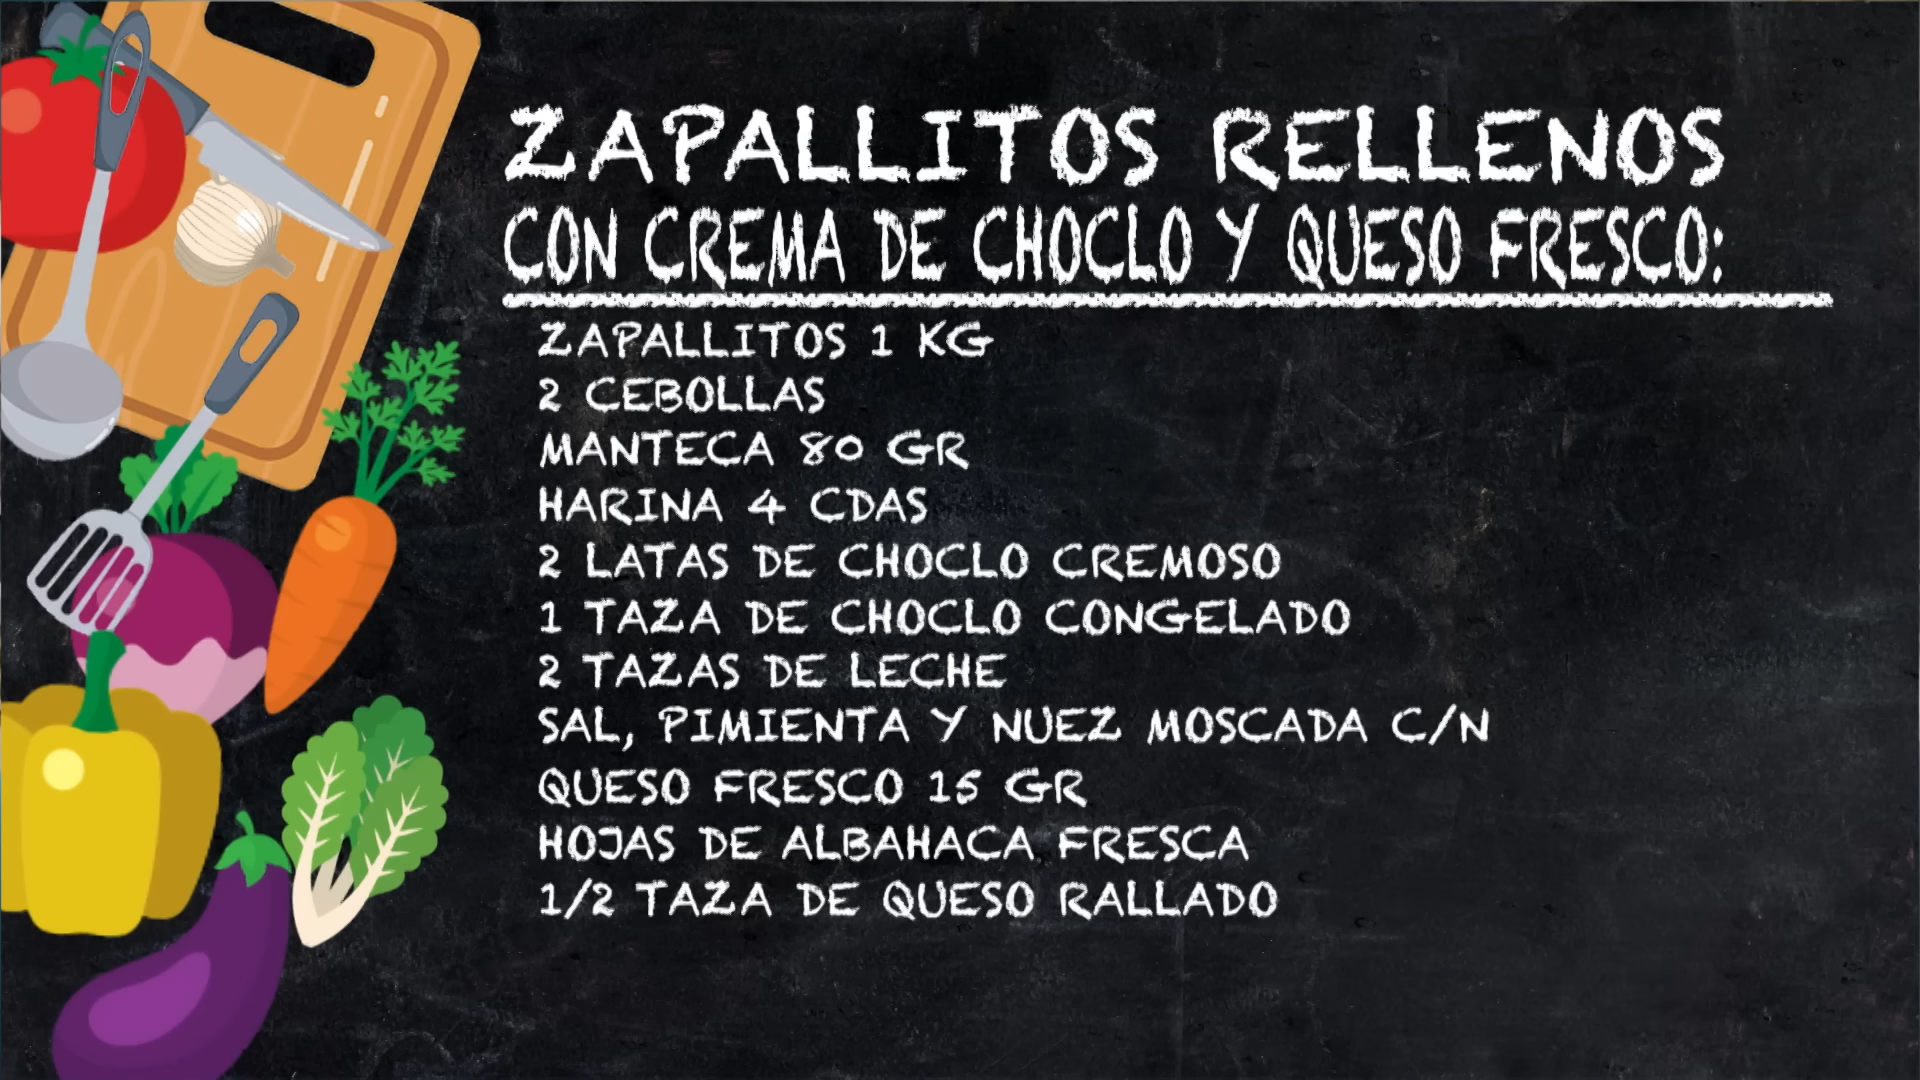 ZAPALLITOS RELLENOS
CON CREMA DE CHOCLO Y QUESO FRESCO:
ZAPALLITOS 1 KG
2 CEBOLLAS
MANTECA 80 GR
HARINA 4 CDAS
2 LATAS DE CHOCLO CREMOSO
1 TAZA DE CHOCLO CONGELADO
2 TAZAS DE LECHE
SAL, PIMIENTA Y NUEZ MOSCADA C/N
QUESO FRESCO 15 GR
HOJAS DE ALBAHACA FRESCA
1/2 TAZA DE QUESO RALLADO